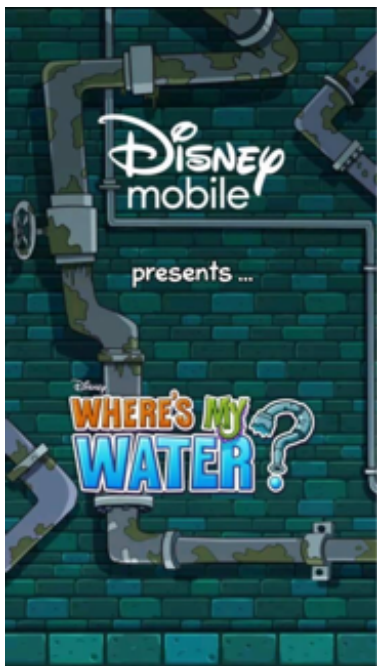 Disney
mobile
presents ...
Disney
WHERE'S MY
WATER?